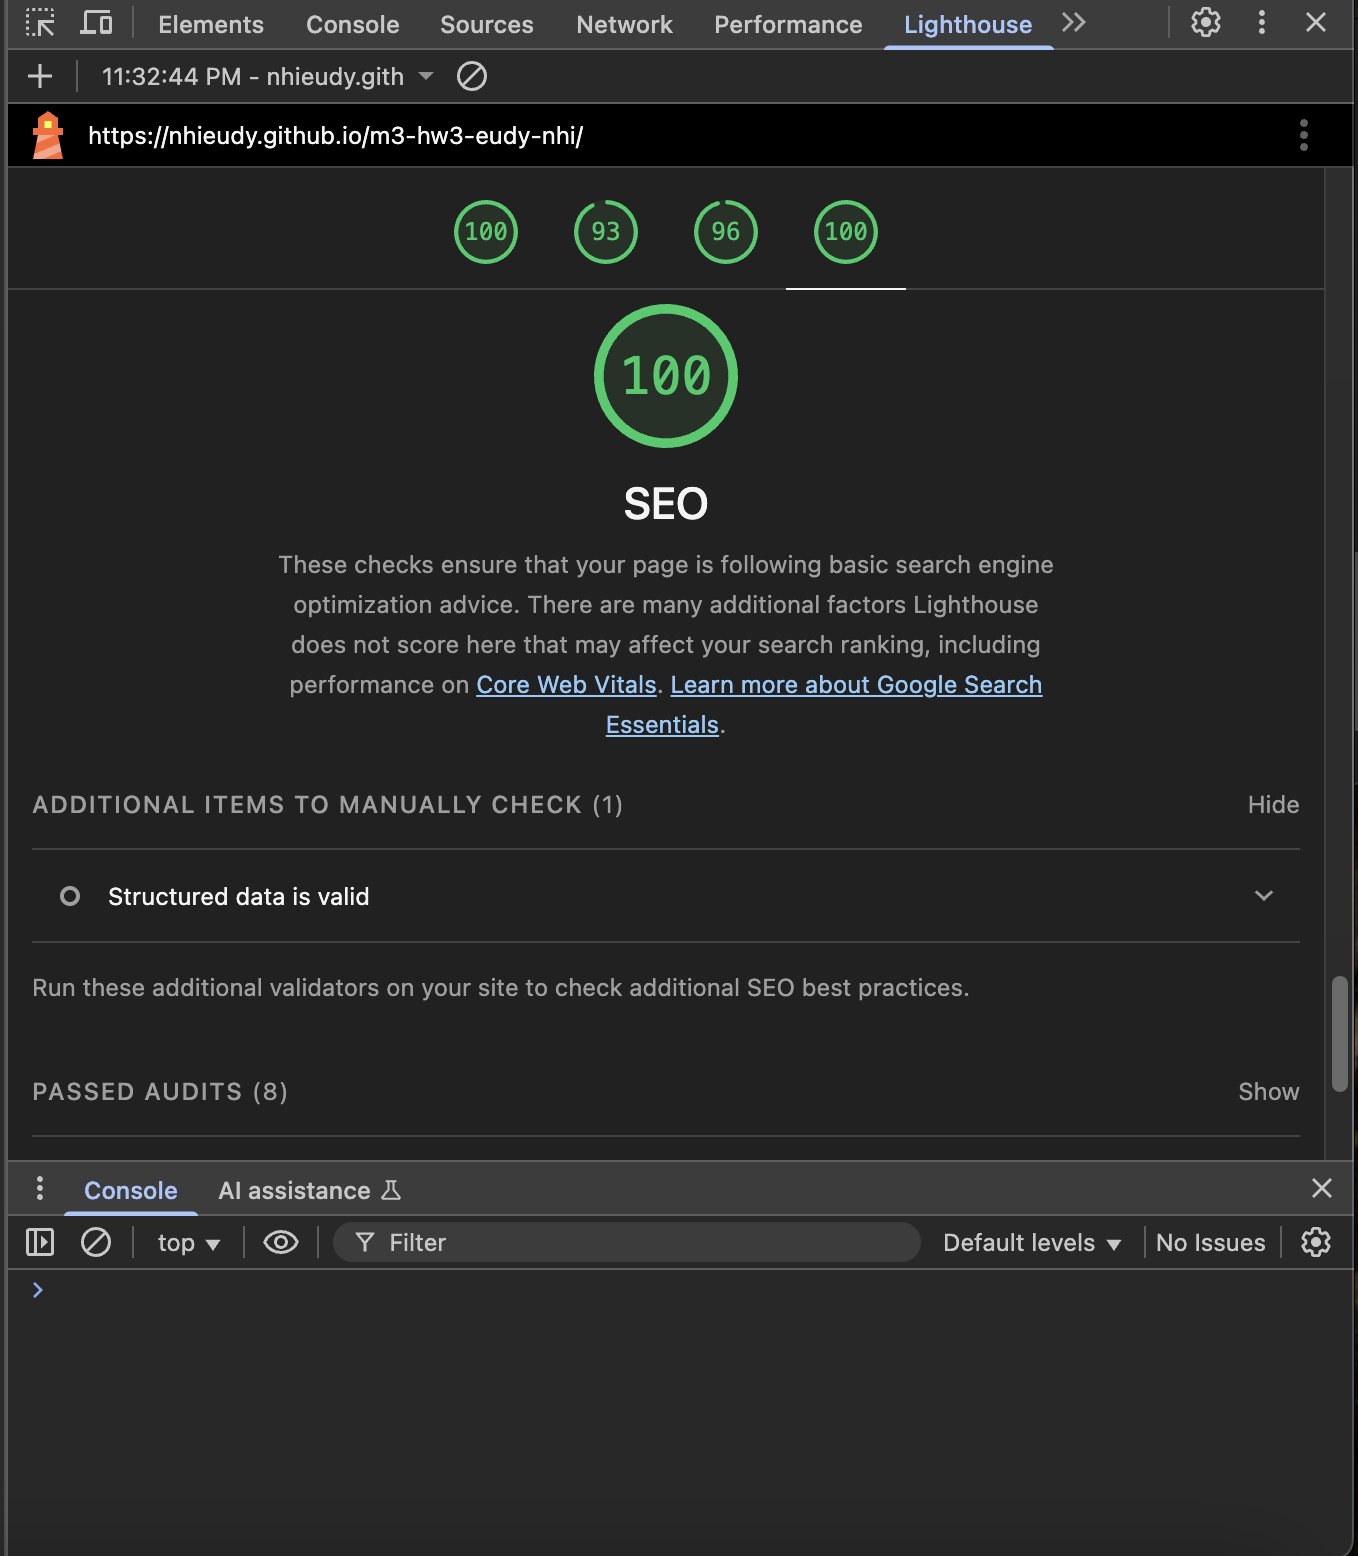 Elements Console Sources Network Performance Lighthouse
11:32:44 PM - nhieudy.gith
https://nhieudy.github.io/m3-hw3-eudy-nhi/
100 93 96 100
100
SEO
These checks ensure that your page is following basic search engine
optimization advice. There are many additional factors Lighthouse
does not score here that may affect your search ranking, including
performance on Core Web Vitals. Learn more about Google Search
Essentials.
ADDITIONAL ITEMS TO MANUALLY CHECK (1) Hide
Structured data is valid
Run these additional validators on your site to check additional SEO best practices.
PASSED AUDITS (8) Show
Console AI assistance
top Filter Default levels No Issues